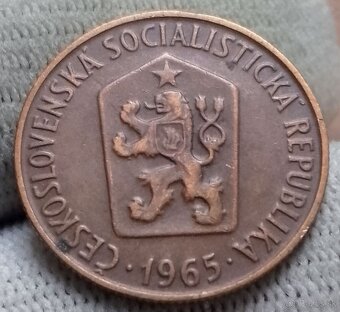 ČESKOSLOVENSKÁ SOCIALISTICKÁ REPUBLIKA
· 1965 ·